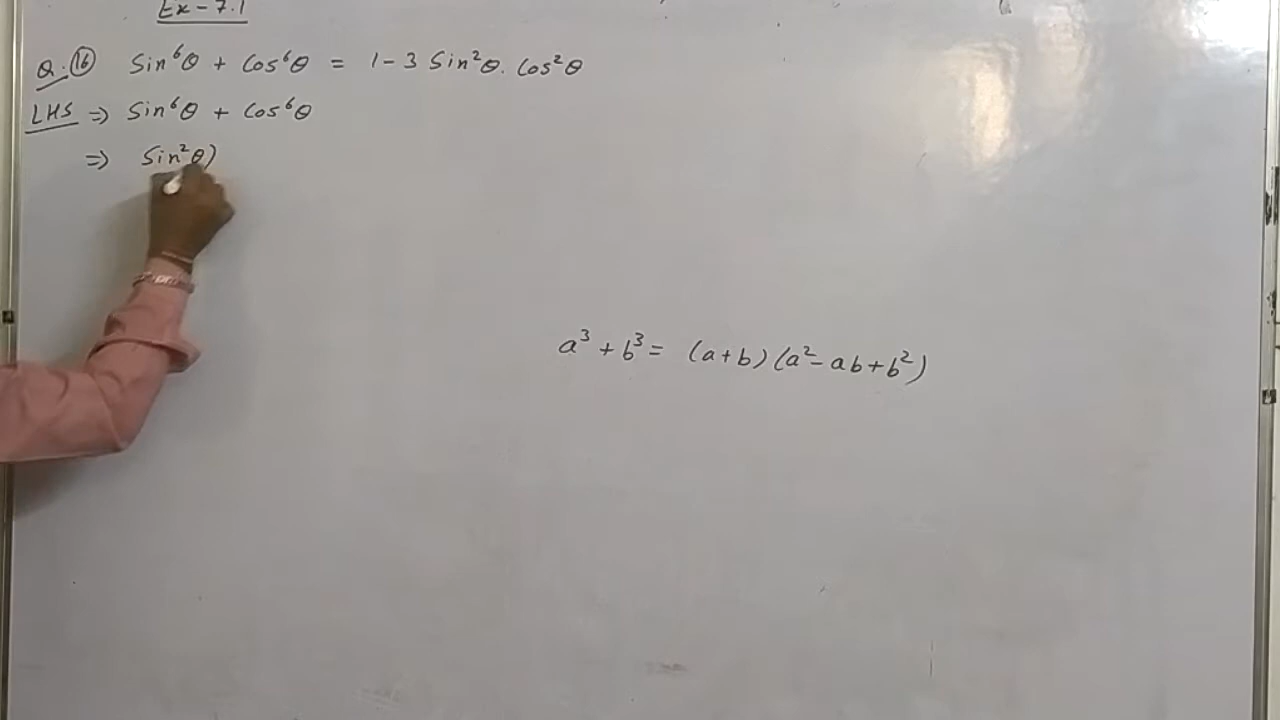 Ex - 7.1
Q. 16 Sin⁶θ + Cos⁶θ = 1 - 3 Sin²θ. Cos²θ
LHS ⇒ Sin⁶θ + Cos⁶θ
⇒ Sin²θ)
a³ + b³ = (a+b) (a² - ab + b²)